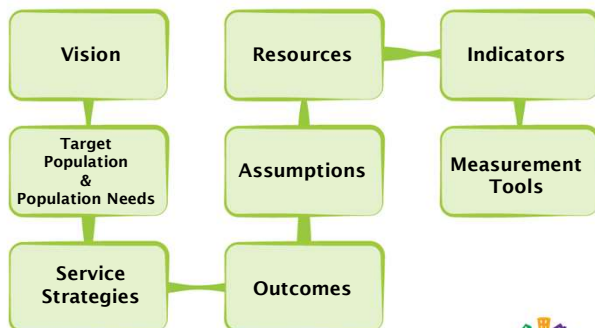 Vision
Target
Population
&
Population Needs
Service
Strategies
Outcomes
Assumptions
Resources
Indicators
Measurement
Tools